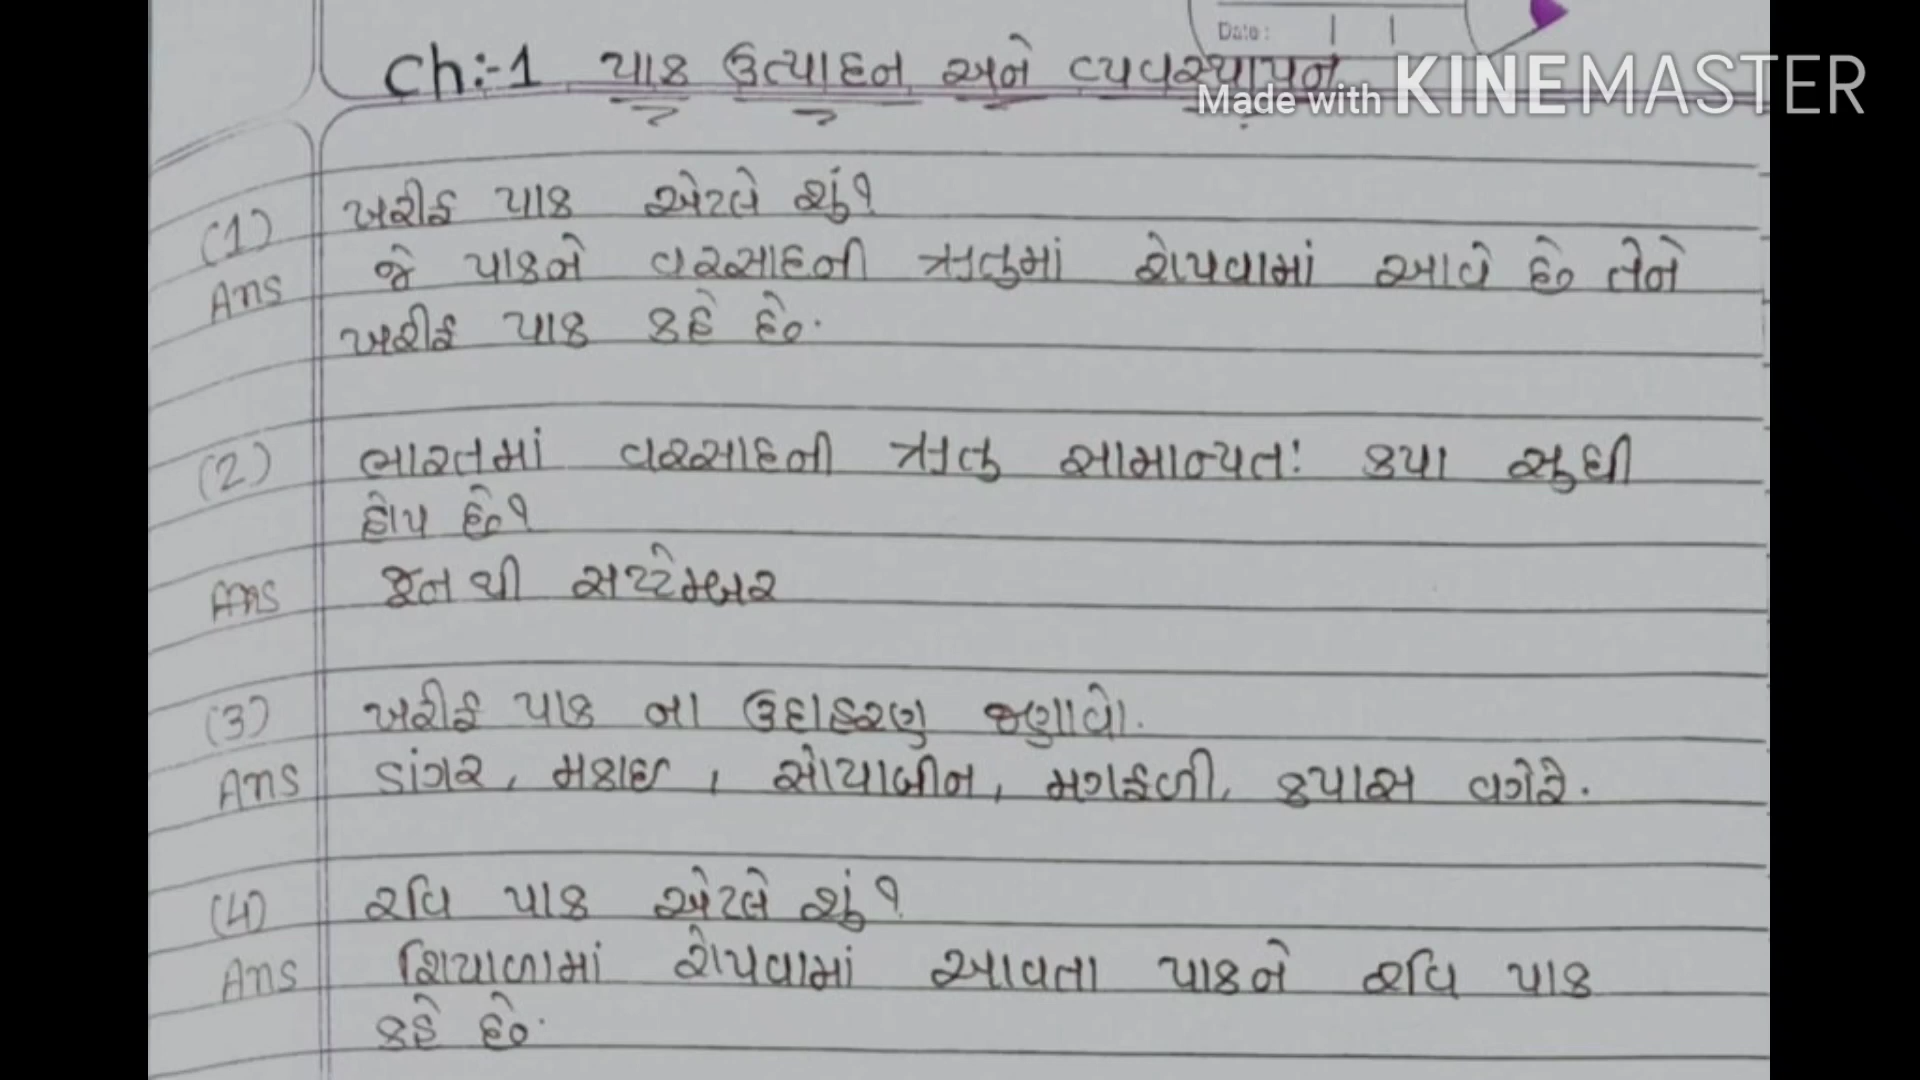 Date:
Ch:-1 પાક ઉત્પાદન અને વ્યવસ્થાપન
Made with KINEMASTER
(1) ખરીફ પાક એટલે શું?
Ans જે પાકને વરસાદની ઋતુમાં રોપવામાં આવે છે તેને
ખરીફ પાક કહે છે.
(2) ભારતમાં વરસાદની ઋતુ સામાન્યતઃ કયા સુધી
હોય છે?
Ans જૂન થી સપ્ટેમ્બર
(3) ખરીફ પાક ના ઉદાહરણ જણાવો.
Ans ડાંગર, મકાઇ, સોયાબીન, મગફળી, કપાસ વગેરે.
(4) રવિ પાક એટલે શું?
Ans શિયાળામાં રોપવામાં આવતા પાકને રવિ પાક
કહે છે.